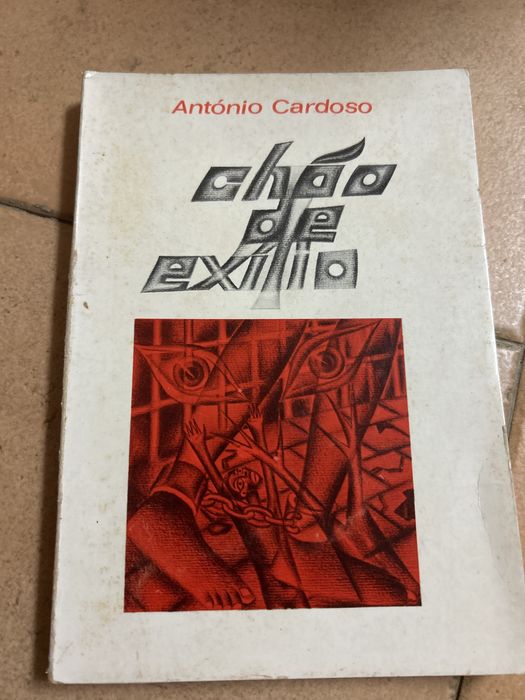 António Cardoso
chão
de
exílio